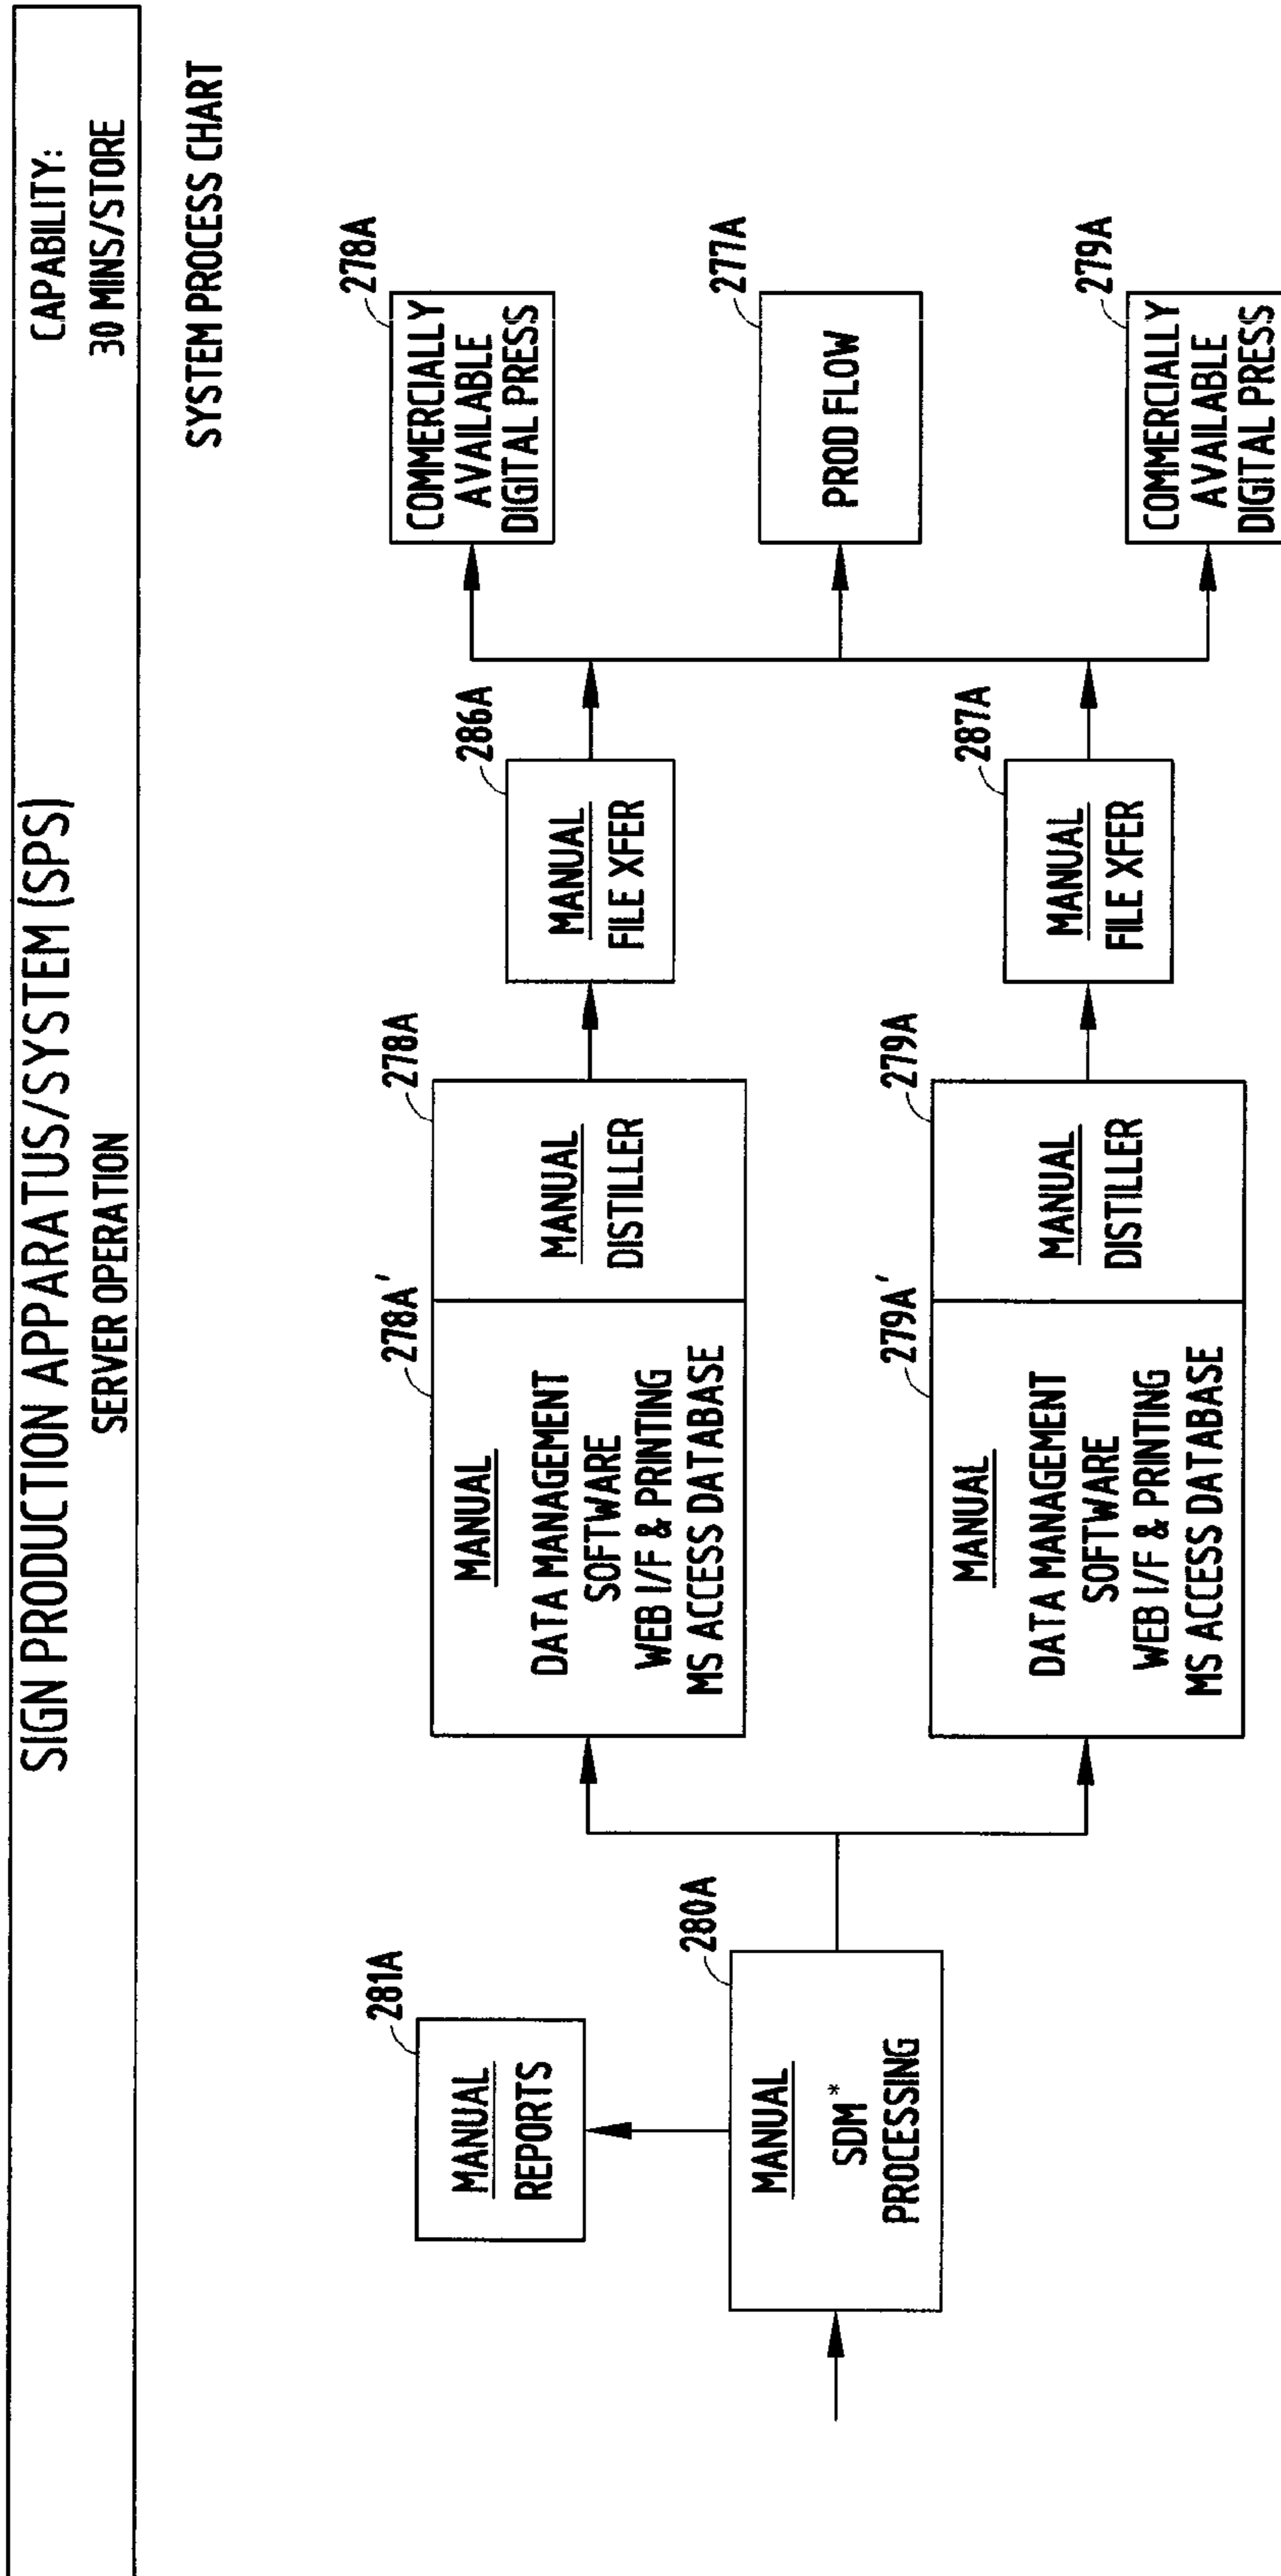 SIGN PRODUCTION APPARATUS/SYSTEM (SPS)
SERVER OPERATION
CAPABILITY:
30 MINS/STORE
SYSTEM PROCESS CHART
281A
MANUAL
REPORTS
280A
MANUAL
SDM*
PROCESSING
278A'
MANUAL
DATA MANAGEMENT
SOFTWARE
WEB I/F & PRINTING
MS ACCESS DATABASE
278A
MANUAL
DISTILLER
286A
MANUAL
FILE XFER
279A'
MANUAL
DATA MANAGEMENT
SOFTWARE
WEB I/F & PRINTING
MS ACCESS DATABASE
279A
MANUAL
DISTILLER
287A
MANUAL
FILE XFER
278A
COMMERCIALLY
AVAILABLE
DIGITAL PRESS
277A
PROD FLOW
279A
COMMERCIALLY
AVAILABLE
DIGITAL PRESS